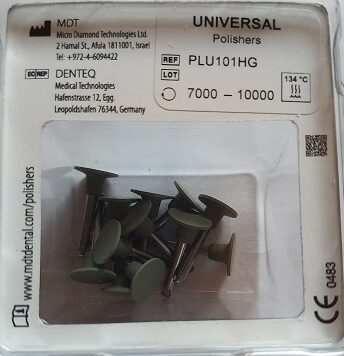 MDT
Micro Diamond Technologies Ltd.
2 Hamal St., Afula 1811001, Israel
Tel: +972-4-6094422
EC REP DENTEQ
Medical Technologies
Hafenstrasse 12, Egg.
Leopoldshafen 76344, Germany
UNIVERSAL
Polishers
REF PLU101HG
LOT
7000 – 10000
134 °C
www.mdtdental.com/polishers
CE 0483